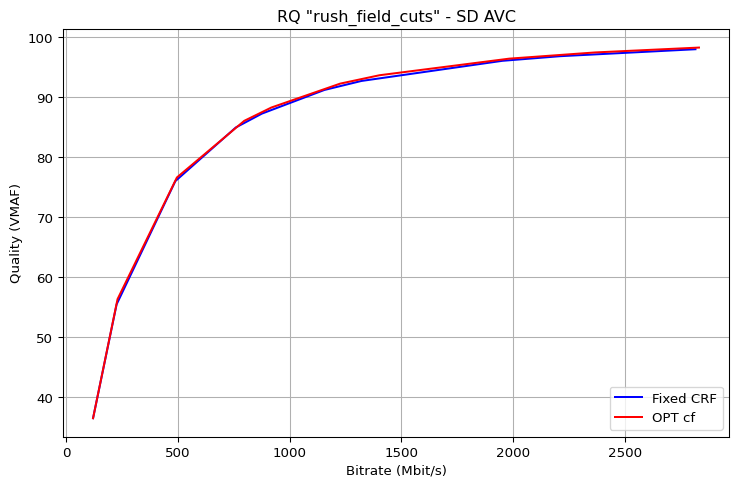 RQ "rush_field_cuts" - SD AVC
100
90
80
70
60
50
40
Quality (VMAF)
0
500
1000
1500
2000
2500
Bitrate (Mbit/s)
Fixed CRF
OPT cf